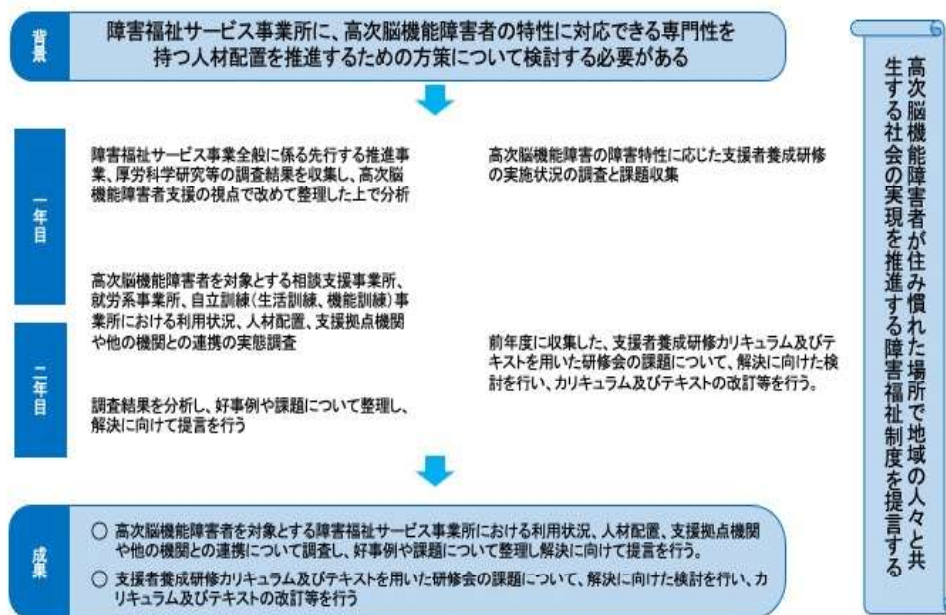 背景
障害福祉サービス事業所に、高次脳機能障害者の特性に対応できる専門性を
持つ人材配置を推進するための方策について検討する必要がある
一年目
障害福祉サービス事業全般に係る先行する推進事
業、厚労科学研究等の調査結果を収集し、高次脳
機能障害者支援の視点で改めて整理した上で分析
高次脳機能障害の障害特性に応じた支援者養成研修
の実施状況の調査と課題収集
高次脳機能障害者を対象とする相談支援事業所、
就労系事業所、自立訓練(生活訓練、機能訓練)事
業所における利用状況、人材配置、支援拠点機関
や他の機関との連携の実態調査
二年目
前年度に収集した、支援者養成研修カリキュラム及びテ
キストを用いた研修会の課題について、解決に向けた検
討を行い、カリキュラム及びテキストの改訂等を行う。
調査結果を分析し、好事例や課題について整理し、
解決に向けて提言を行う
成果
○ 高次脳機能障害者を対象とする障害福祉サービス事業所における利用状況、人材配置、支援拠点機関
や他の機関との連携について調査し、好事例や課題について整理し解決に向けて提言を行う。
○ 支援者養成研修カリキュラム及びテキストを用いた研修会の課題について、解決に向けた検討を行い、カ
リキュラム及びテキストの改訂等を行う
高次脳機能障害者が住み慣れた場所で地域の人々と共
生する社会の実現を推進する障害福祉制度を提言する